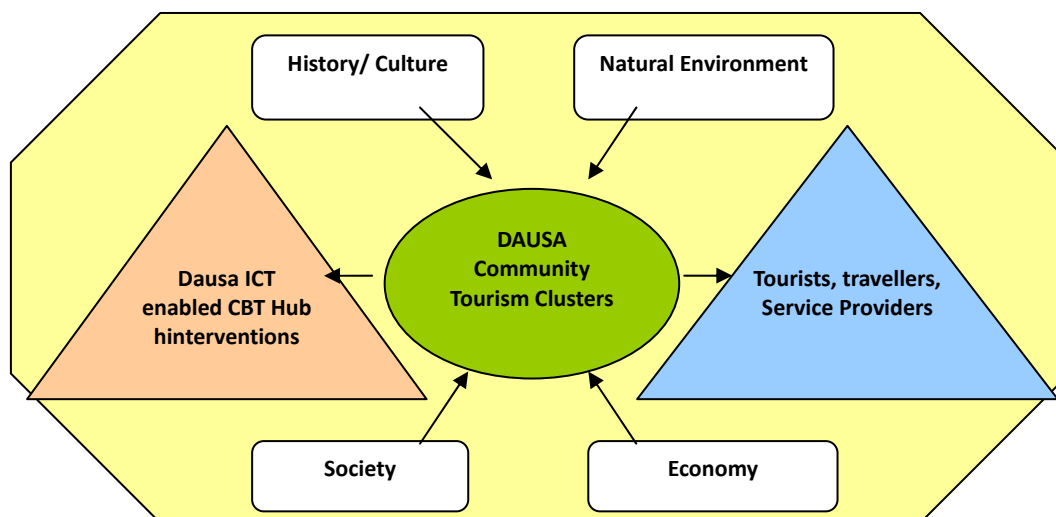 History/ Culture
Natural Environment
DAUSA
Community
Tourism Clusters
Dausa ICT
enabled CBT Hub
hinterventions
Tourists, travellers,
Service Providers
Society
Economy